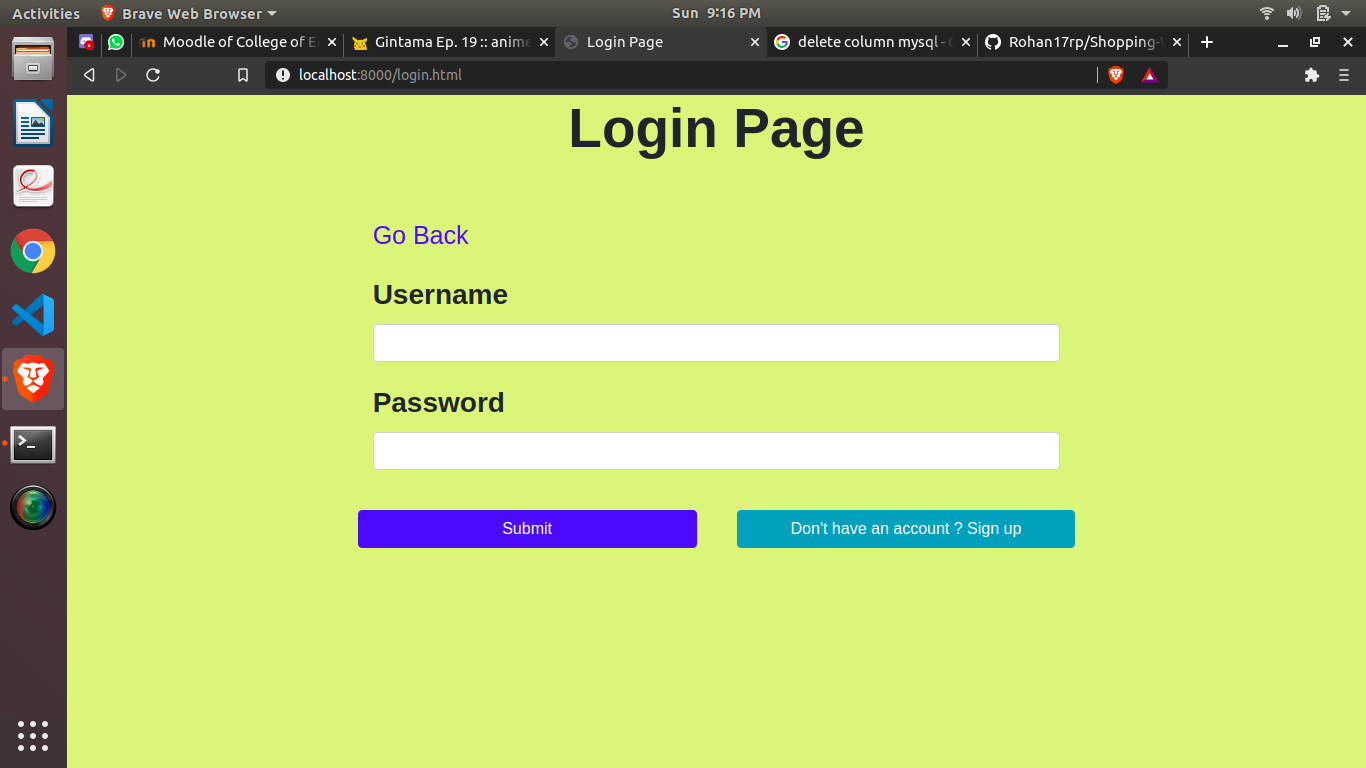 Activities Brave Web Browser Sun 9:16 PM
Moodle of College of E Gintama Ep. 19 :: anime Login Page delete column mysql - G Rohan17rp/Shopping-
localhost:8000/login.html
Login Page
Go Back
Username
Password
Submit Don't have an account ? Sign up